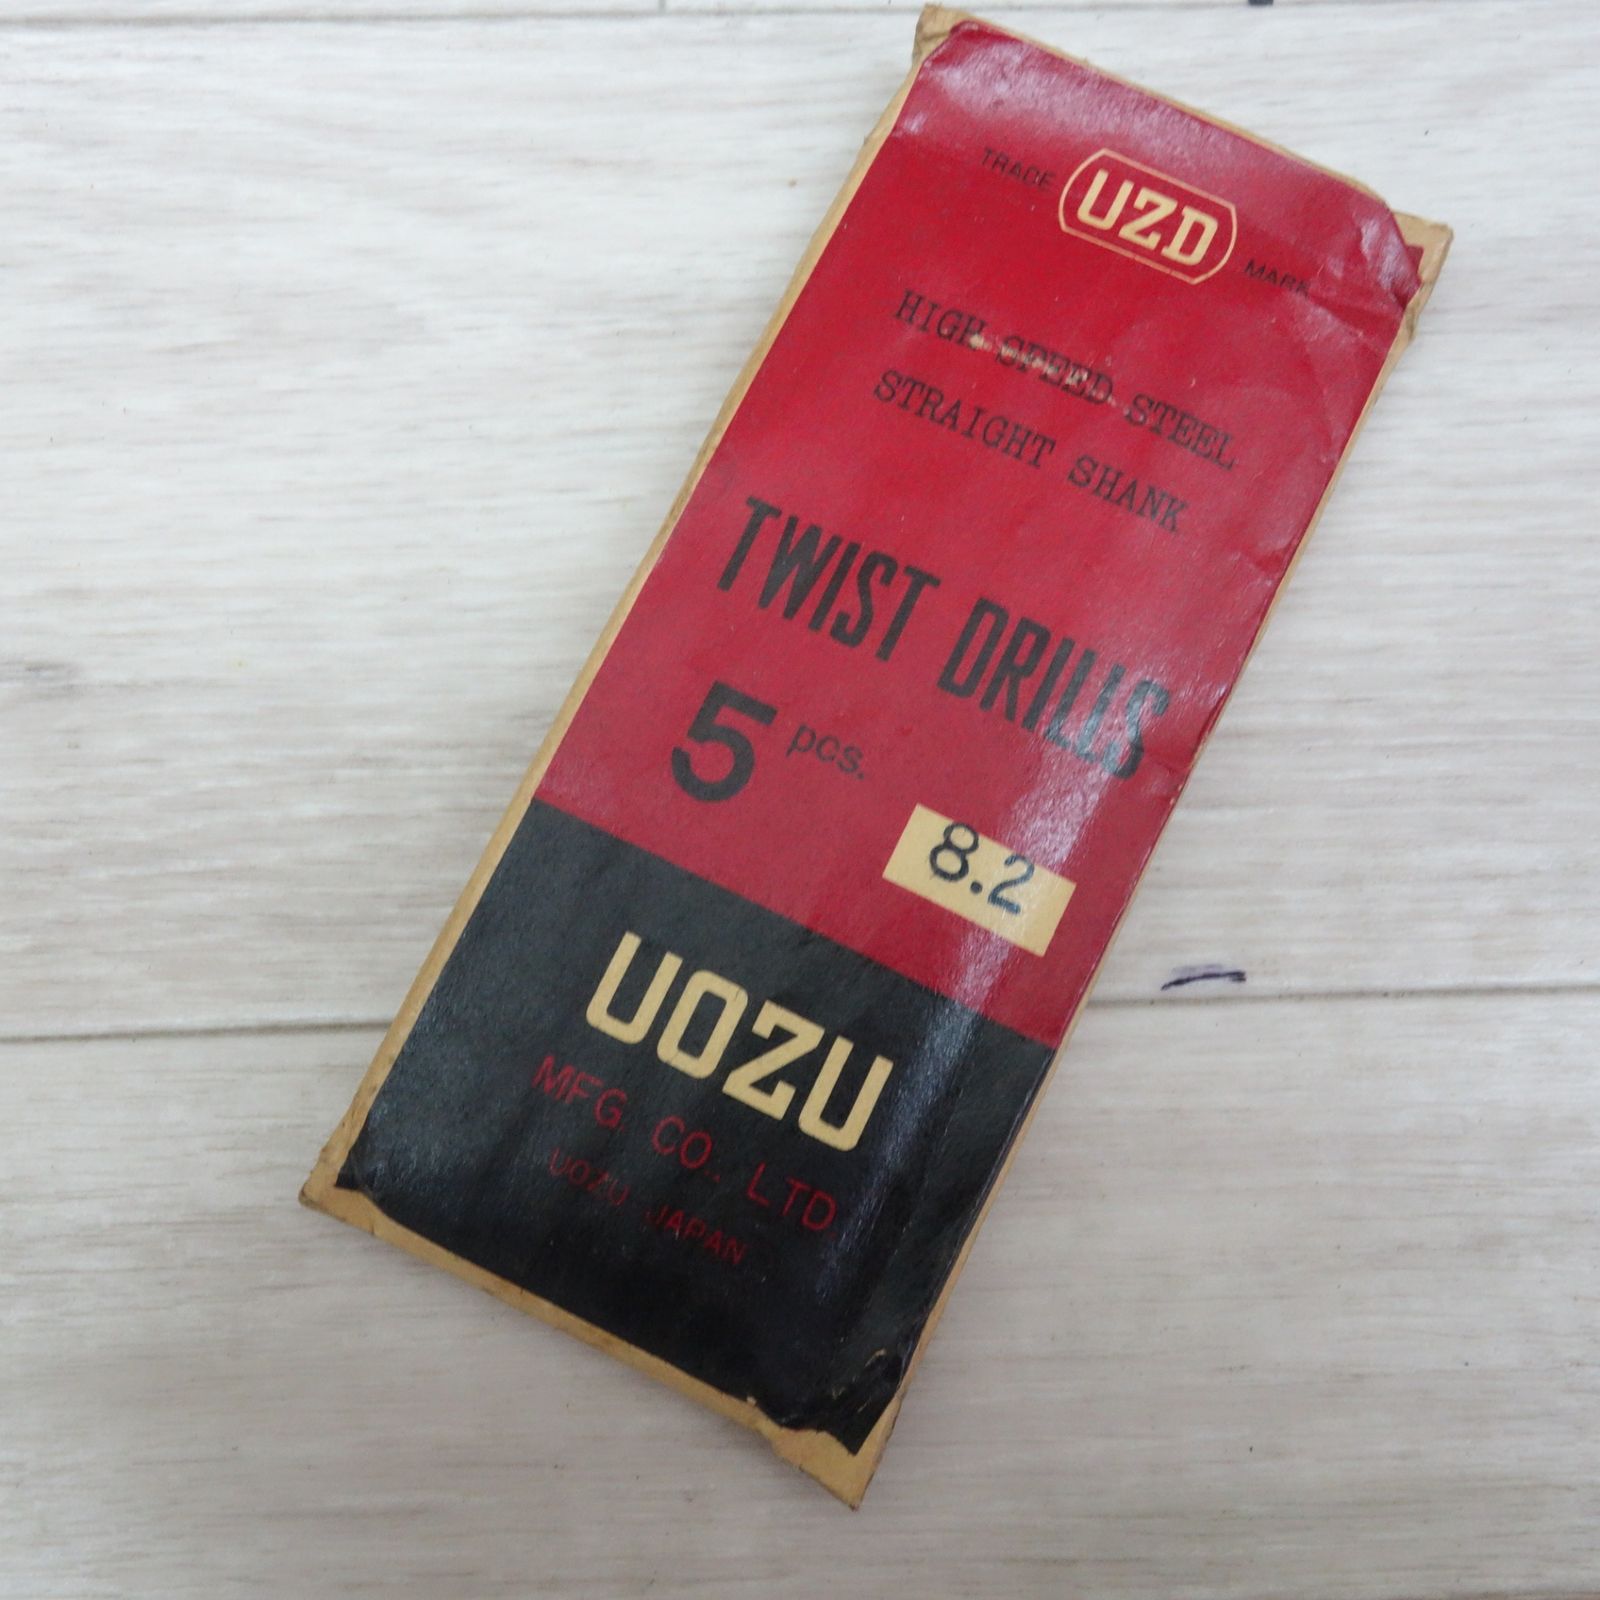 TRADE UZD MARK
HIGH SPEED STEEL
STRAIGHT SHANK
TWIST DRILLS
5 pcs.
8.2
UOZU
MFG. CO., LTD.
UOZU JAPAN